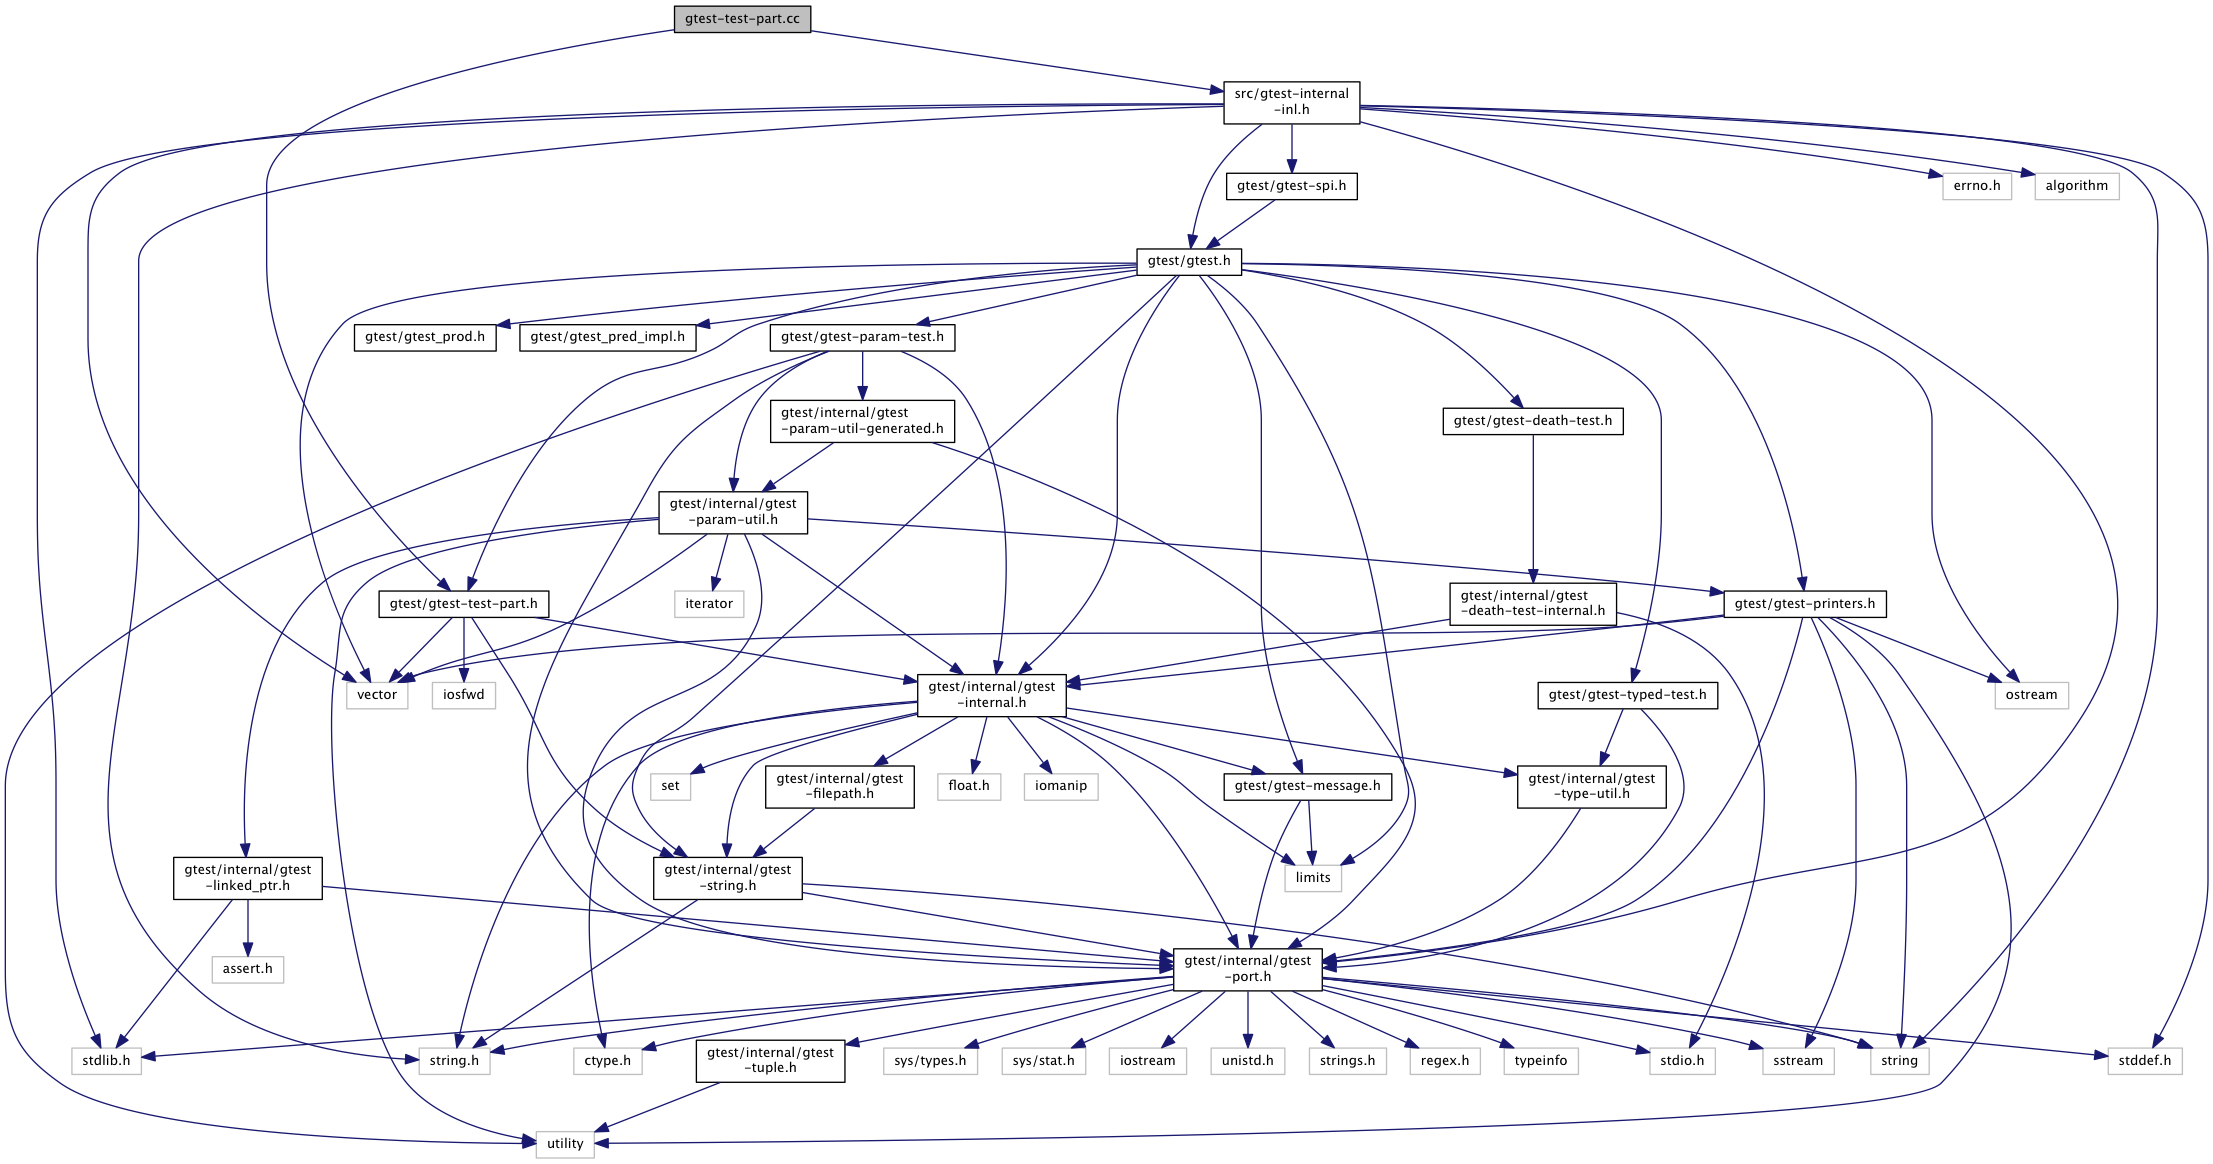 gtest-test-part.cc
src/gtest-internal
-inl.h
gtest/gtest-spi.h
errno.h
algorithm
gtest/gtest.h
gtest/gtest_prod.h
gtest/gtest_pred_impl.h
gtest/gtest-param-test.h
gtest/internal/gtest
-param-util-generated.h
gtest/gtest-death-test.h
gtest/internal/gtest
-param-util.h
gtest/gtest-test-part.h
iterator
gtest/internal/gtest
-death-test-internal.h
gtest/gtest-printers.h
vector
iosfwd
gtest/internal/gtest
-internal.h
gtest/gtest-typed-test.h
ostream
set
gtest/internal/gtest
-filepath.h
float.h
iomanip
gtest/gtest-message.h
gtest/internal/gtest
-type-util.h
gtest/internal/gtest
-linked_ptr.h
gtest/internal/gtest
-string.h
limits
assert.h
gtest/internal/gtest
-port.h
stdlib.h
string.h
ctype.h
gtest/internal/gtest
-tuple.h
sys/types.h
sys/stat.h
iostream
unistd.h
strings.h
regex.h
typeinfo
stdio.h
sstream
string
stddef.h
utility